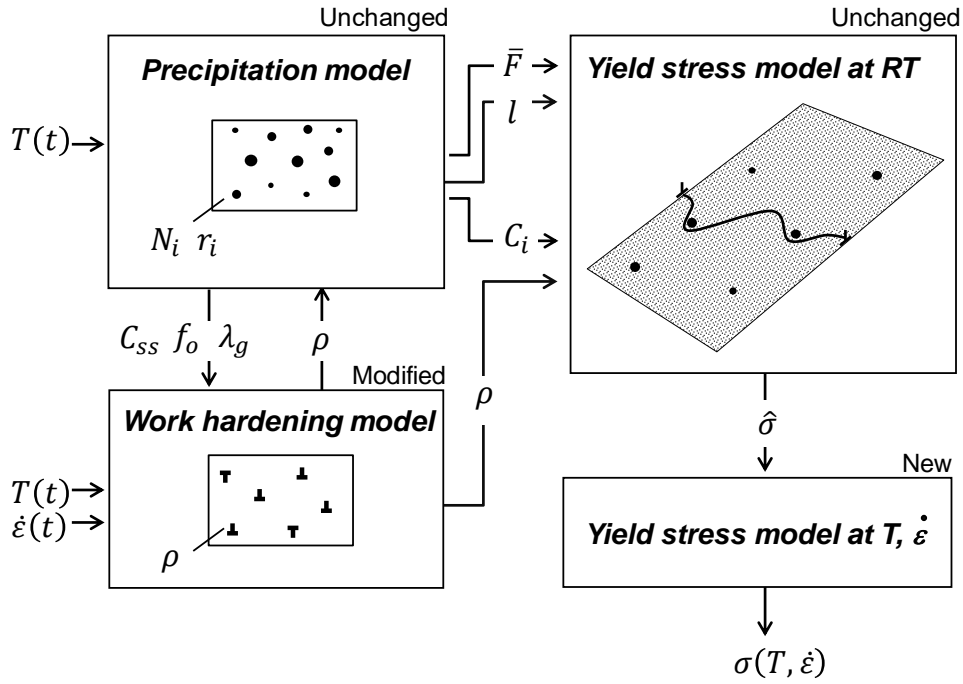 Unchanged
Precipitation model
T(t)
N_i r_i
F̄
l
C_i
Unchanged
Yield stress model at RT
C_ss f_o λ_g
ρ
Modified
Work hardening model
T(t)
ε̇(t)
ρ
ρ
σ̂
New
Yield stress model at T, ε̇
σ(T, ε̇)